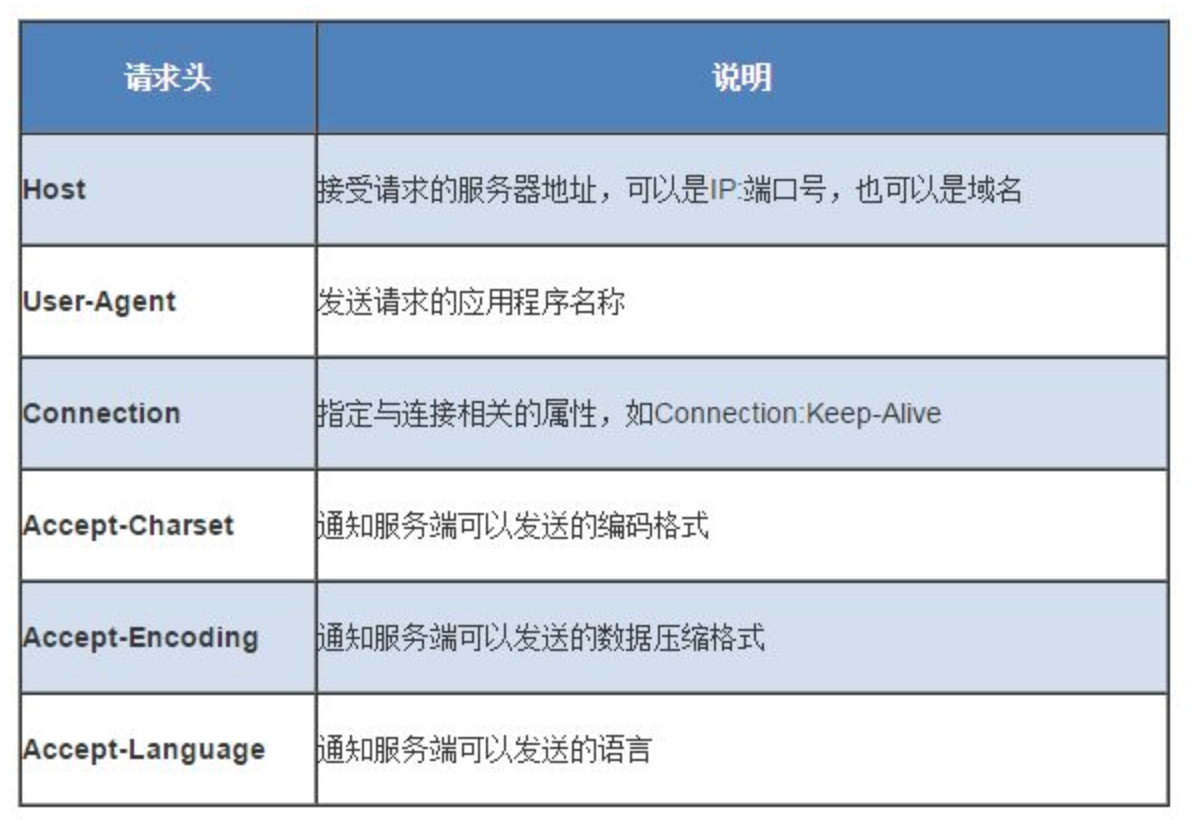 请求头 说明
Host 接受请求的服务器地址，可以是IP:端口号，也可以是域名
User-Agent 发送请求的应用程序名称
Connection 指定与连接相关的属性，如Connection:Keep-Alive
Accept-Charset 通知服务端可以发送的编码格式
Accept-Encoding 通知服务端可以发送的数据压缩格式
Accept-Language 通知服务端可以发送的语言